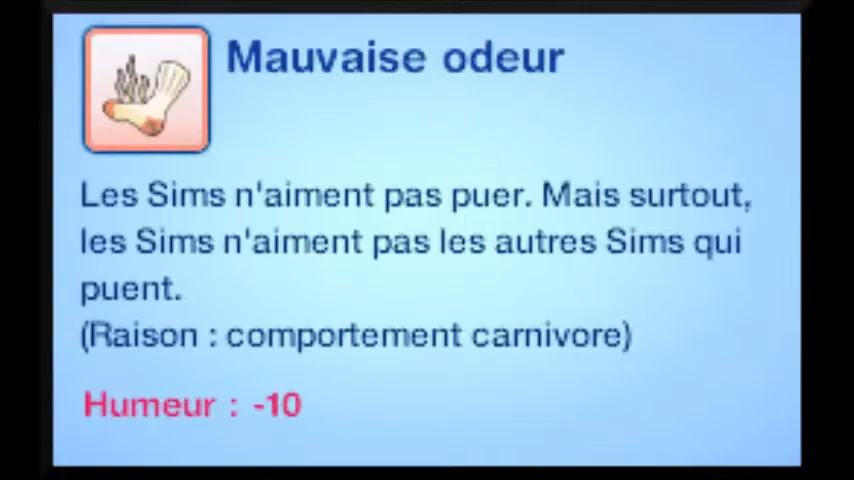 Mauvaise odeur
Les Sims n'aiment pas puer. Mais surtout,
les Sims n'aiment pas les autres Sims qui
puent.
(Raison : comportement carnivore)
Humeur : -10